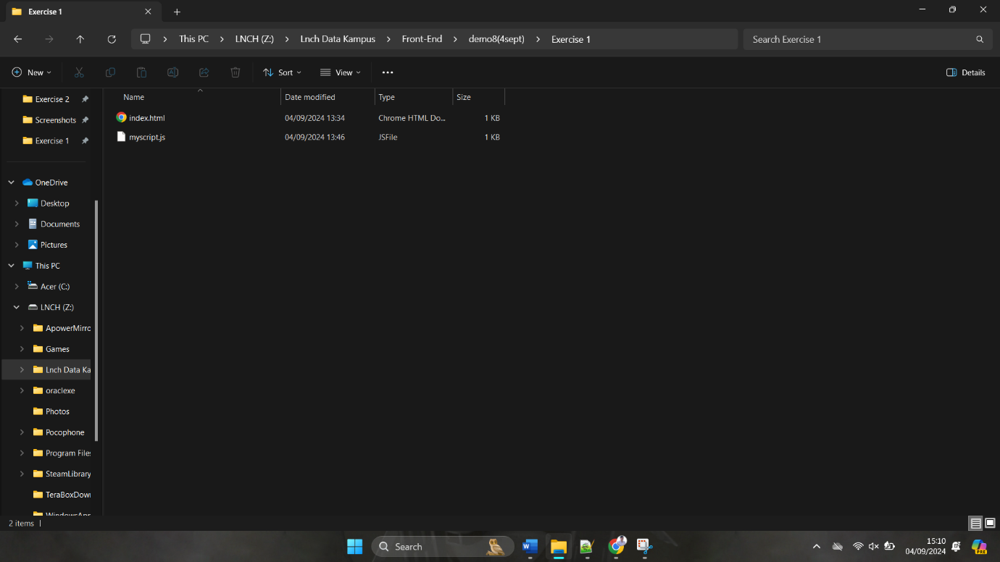 Exercise 1
This PC > LNCH (Z:) > Lnch Data Kampus > Front-End > demo8(4sept) > Exercise 1
Search Exercise 1
New
Sort
View
Details
Name Date modified Type Size
index.html 04/09/2024 13:34 Chrome HTML Do... 1 KB
myscript.js 04/09/2024 13:46 JSFile 1 KB
Exercise 2
Screenshots
Exercise 1
OneDrive
Desktop
Documents
Pictures
This PC
Acer (C:)
LNCH (Z:)
ApowerMirro
Games
Lnch Data Ka
oraclexe
Photos
Pocophone
Program Files
SteamLibrary
TeraBoxDow
WindowsApp
2 items
Search
15:10
04/09/2024
PRE